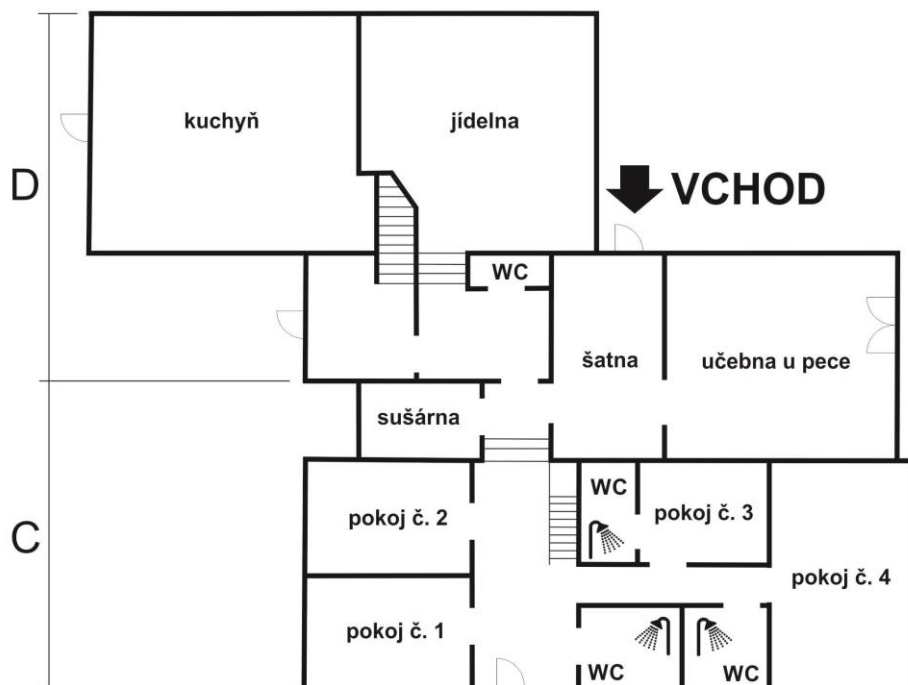 kuchyň
jídelna
D
VCHOD
WC
šatna
učebna u pece
sušárna
WC
pokoj č. 2
pokoj č. 3
C
pokoj č. 4
pokoj č. 1
WC
WC